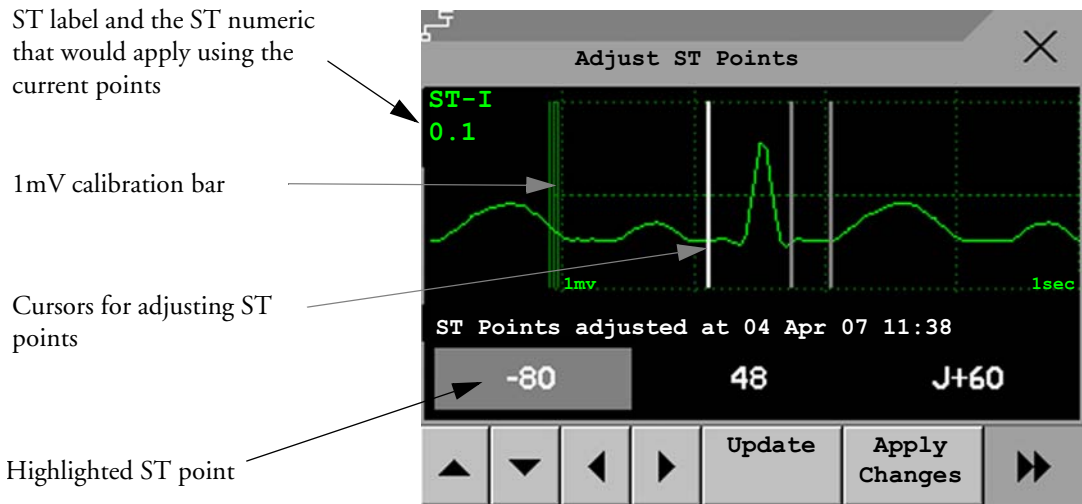 ST label and the ST numeric
that would apply using the
current points
1mV calibration bar
Cursors for adjusting ST
points
Highlighted ST point
Adjust ST Points
ST-I
0.1
1mv
1sec
ST Points adjusted at 04 Apr 07 11:38
-80 48 J+60
Update
Apply
Changes